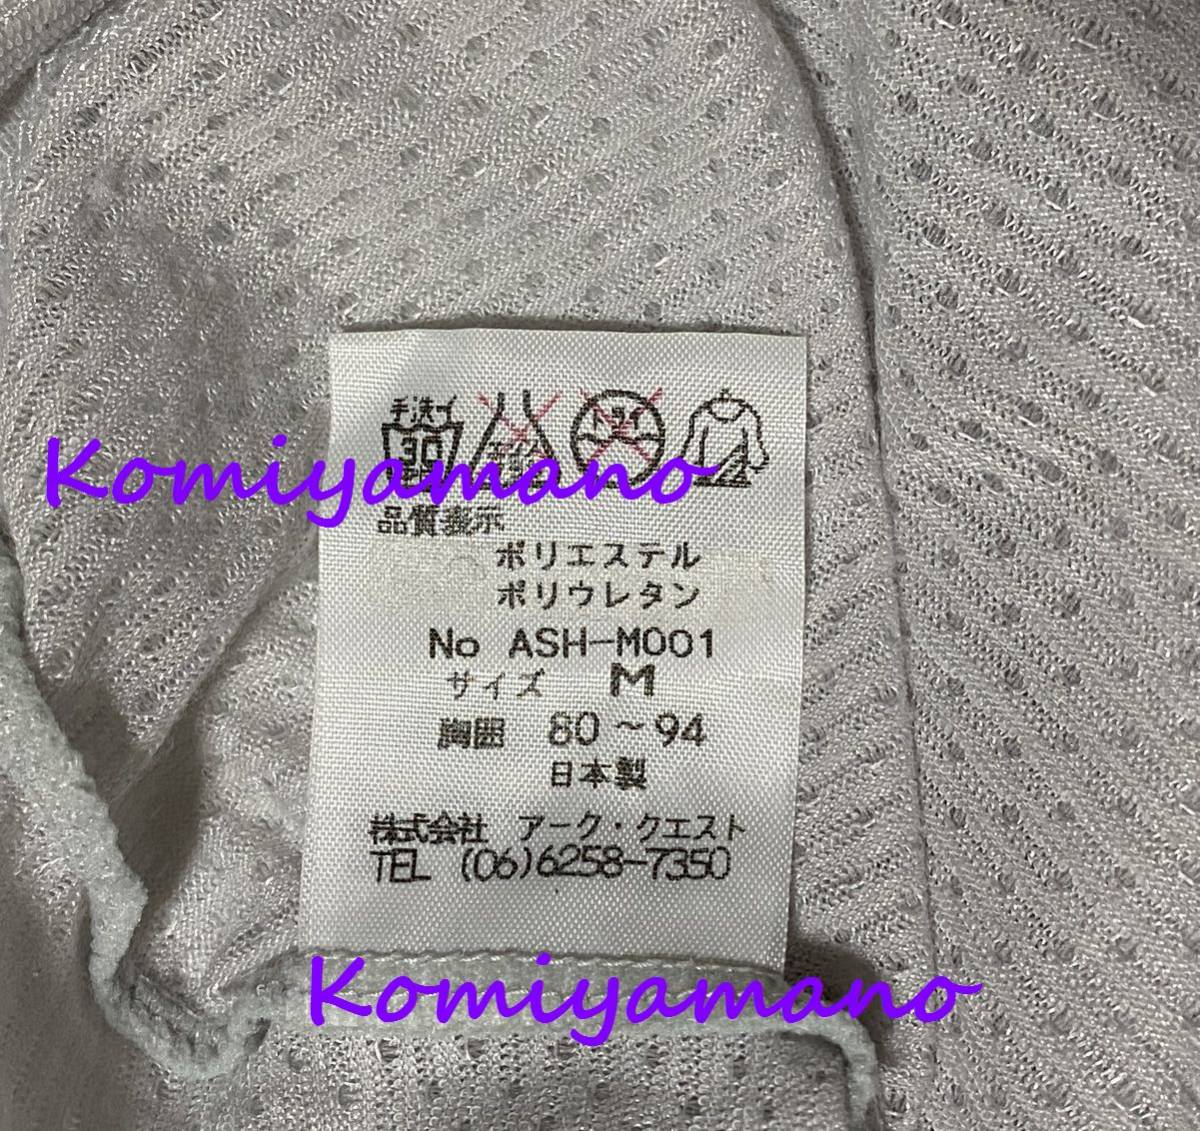 手洗イ
30
Komiyamano
品質表示
ポリエステル
ポリウレタン
No ASH-M001
サイズ M
胸囲 80～94
日本製
株式会社 アーク・クエスト
TEL (06)6258-7350
Komiyamano